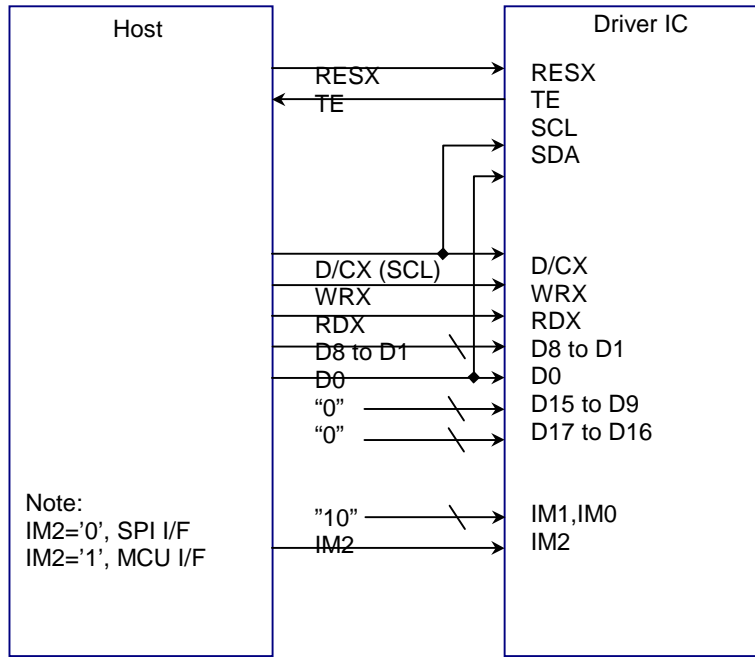 Host
Driver IC
RESX
TE
RESX
TE
SCL
SDA
D/CX (SCL)
WRX
RDX
D8 to D1
D0
“0”
“0”
D/CX
WRX
RDX
D8 to D1
D0
D15 to D9
D17 to D16
Note:
IM2=’0’, SPI I/F
IM2=’1’, MCU I/F
”10”
IM2
IM1,IM0
IM2